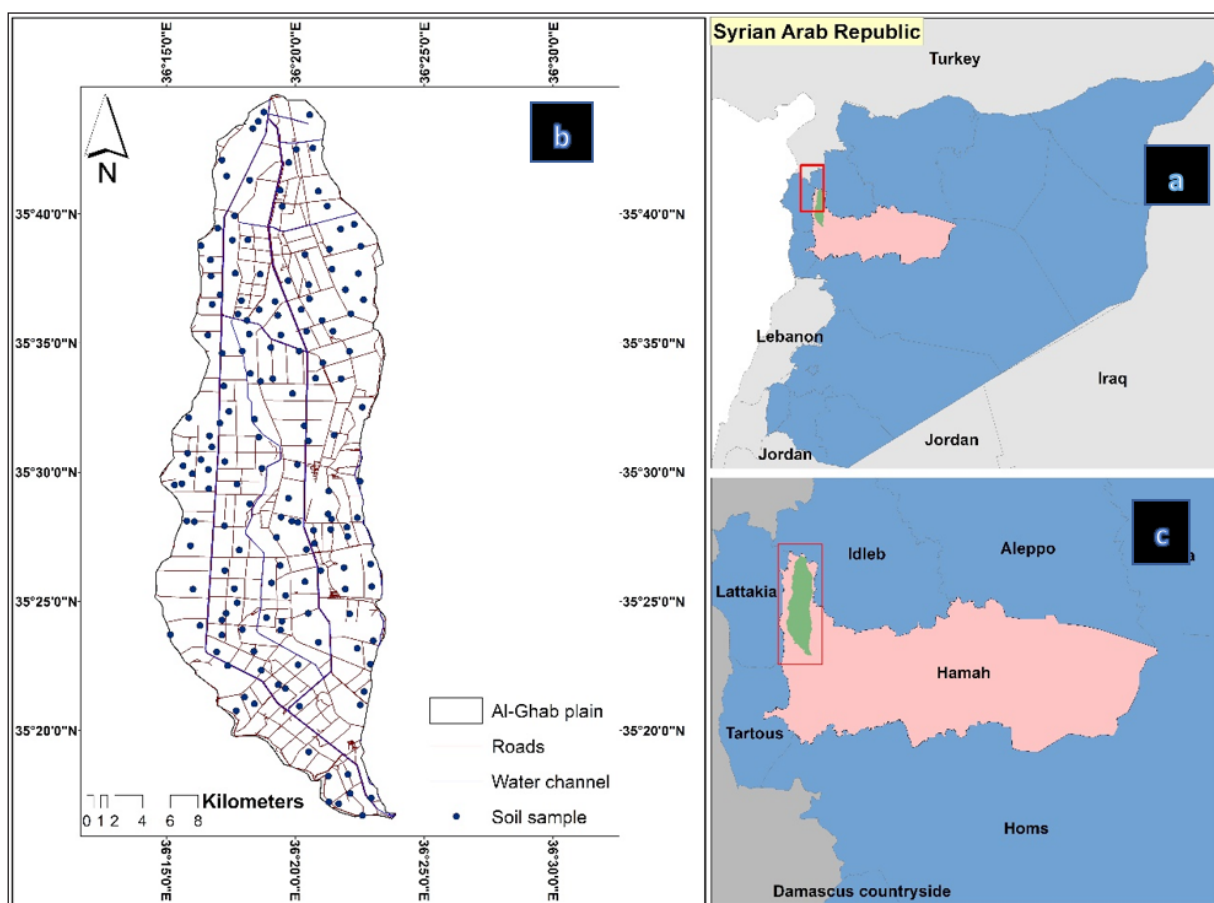 36°15'0"E
36°20'0"E
36°25'0"E
36°30'0"E
N
b
35°40'0"N
35°40'0"N
35°35'0"N
35°35'0"N
35°30'0"N
35°30'0"N
35°25'0"N
35°25'0"N
35°20'0"N
35°20'0"N
Al-Ghab plain
Roads
Water channel
Soil sample
Kilometers
0 1 2 4 6 8
36°15'0"E
36°20'0"E
36°25'0"E
36°30'0"E
Syrian Arab Republic
Turkey
a
Lebanon
Iraq
Jordan
Jordan
c
Idleb
Aleppo
a
Lattakia
Hamah
Tartous
Homs
Damascus countryside